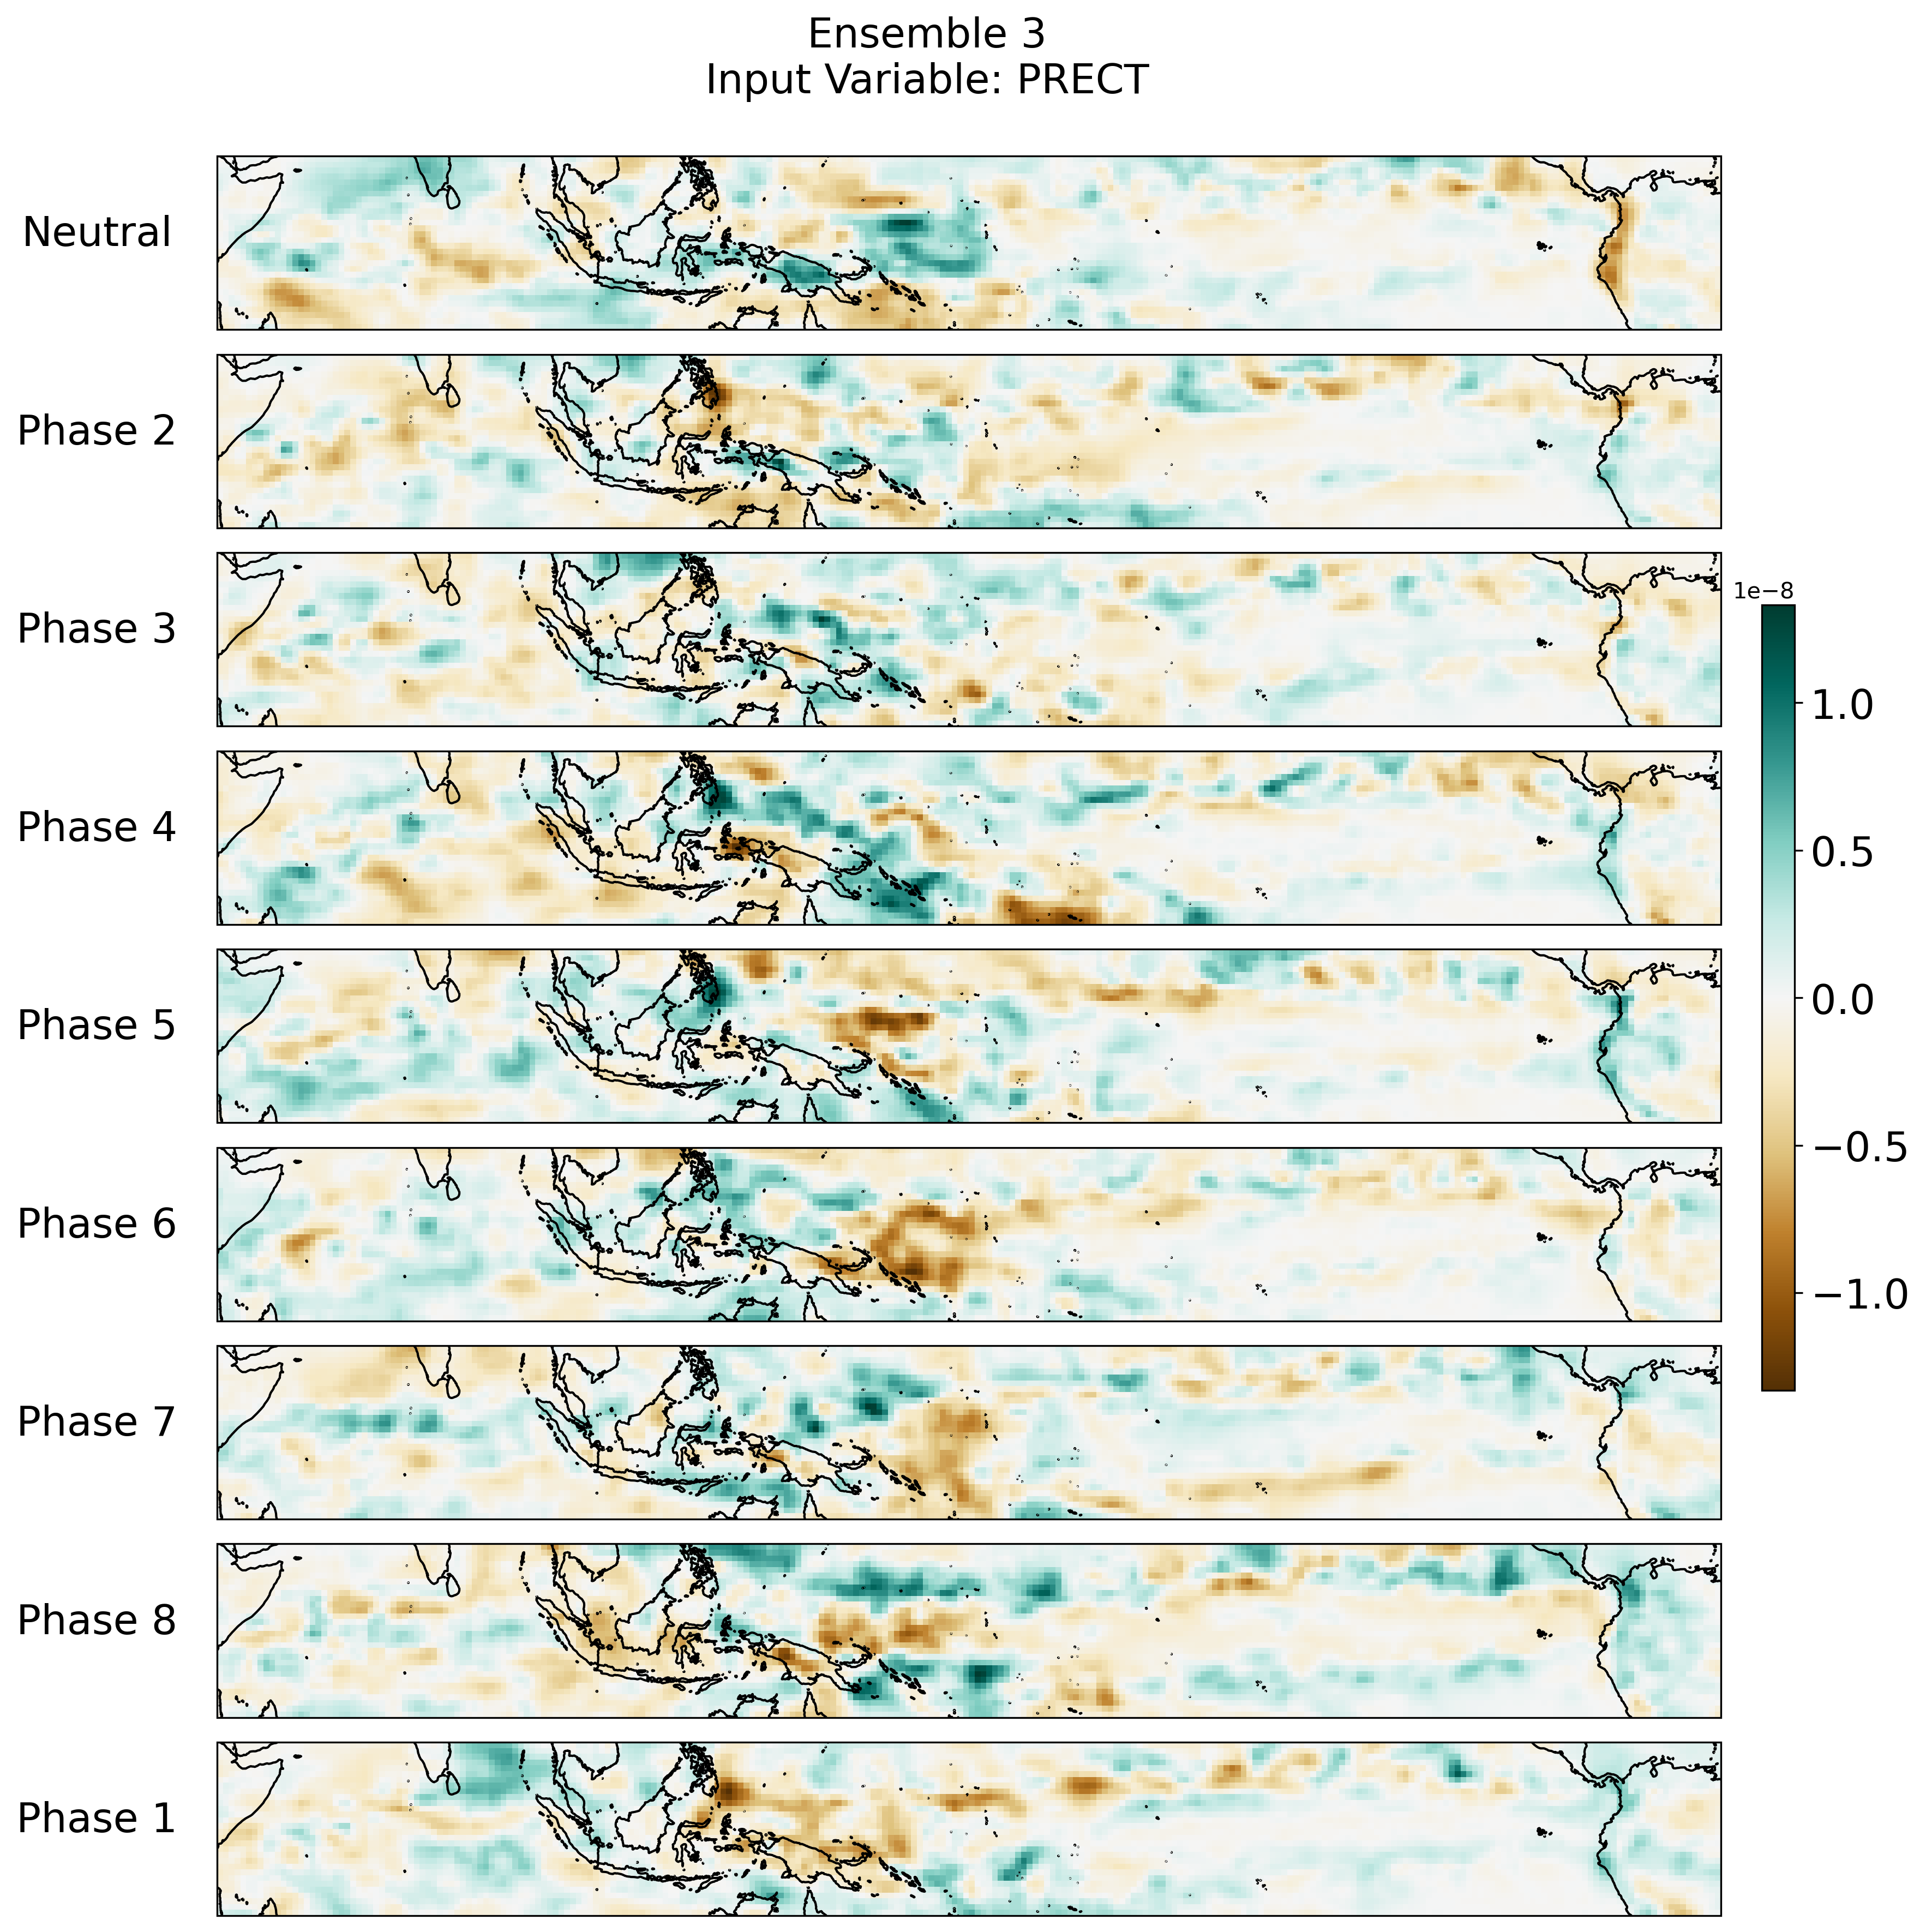 Ensemble 3
Input Variable: PRECT
Neutral
Phase 2
Phase 3
Phase 4
Phase 5
Phase 6
Phase 7
Phase 8
Phase 1
1e−8
1.0
0.5
0.0
−0.5
−1.0